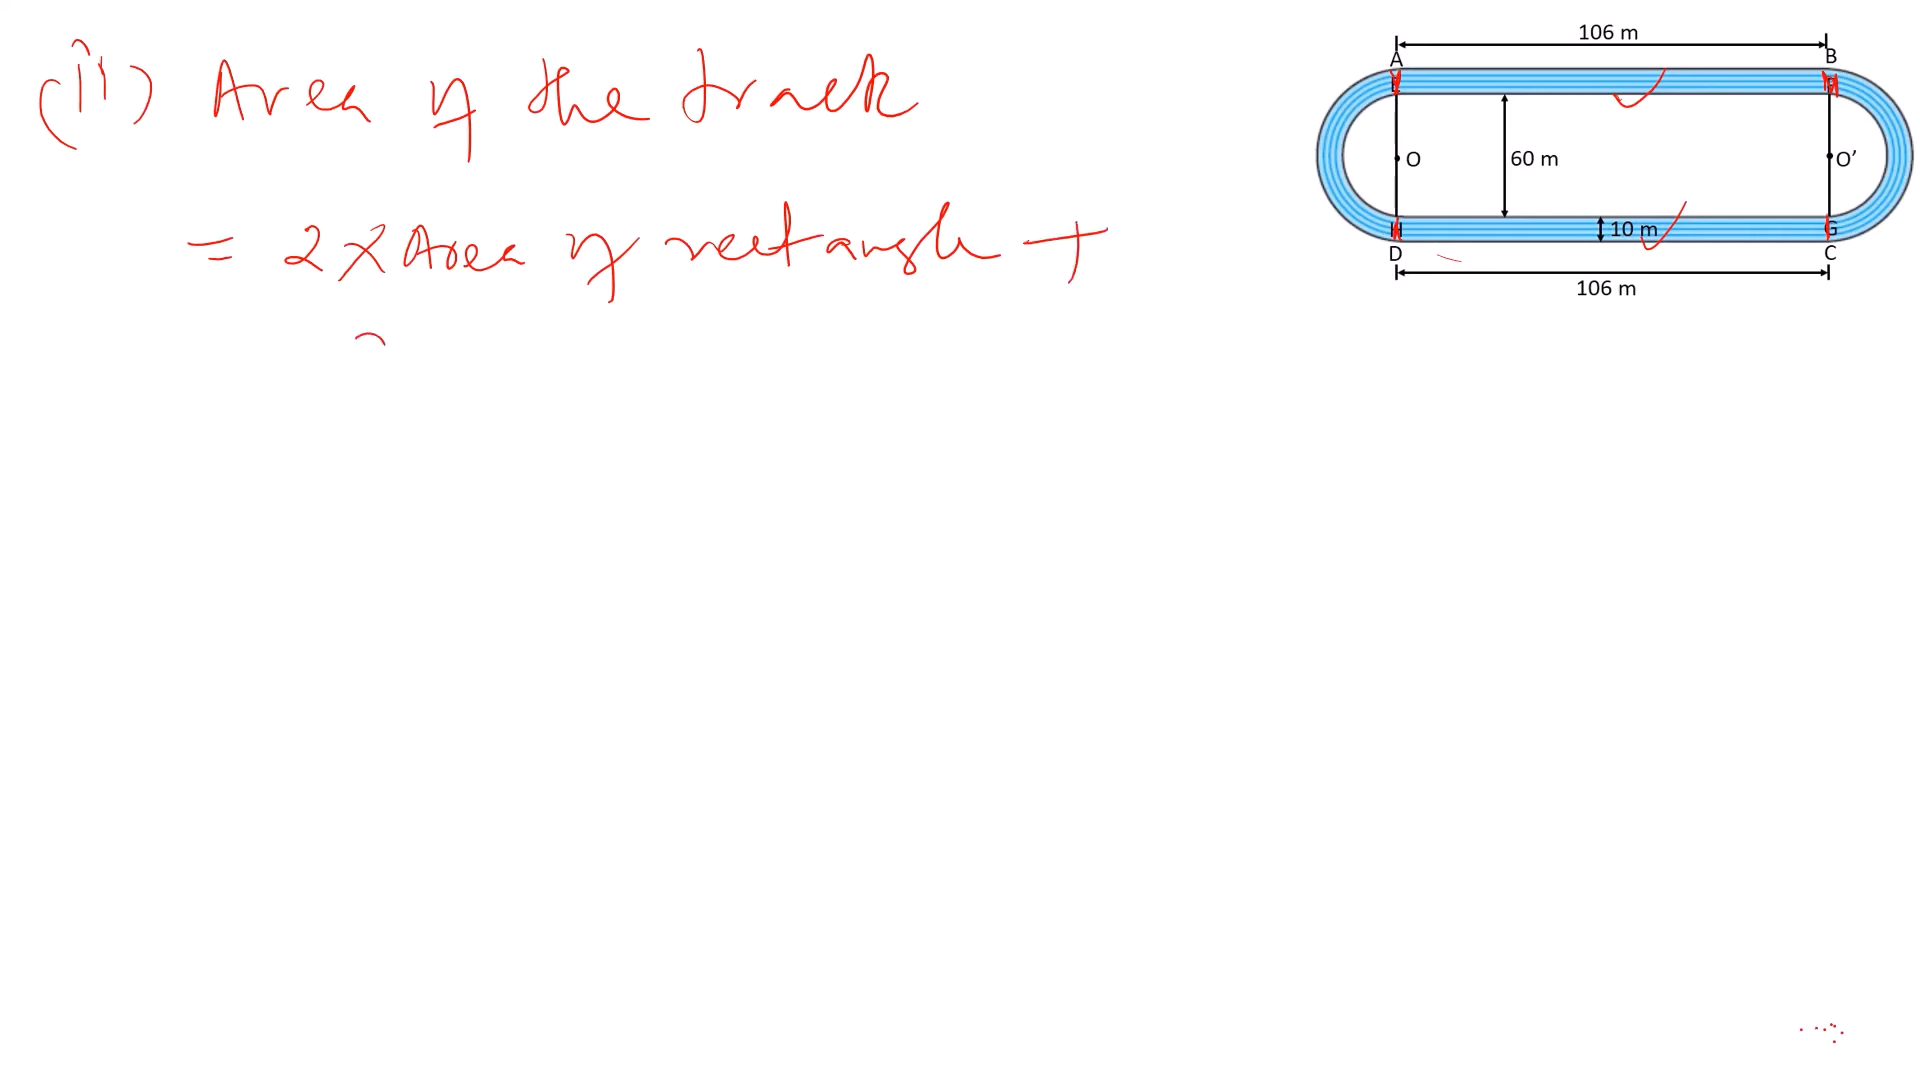 (ii) Area of the track
= 2 × Area of rectangle +
106 m
A B
O 60 m O’
H 10 m G
D C
106 m